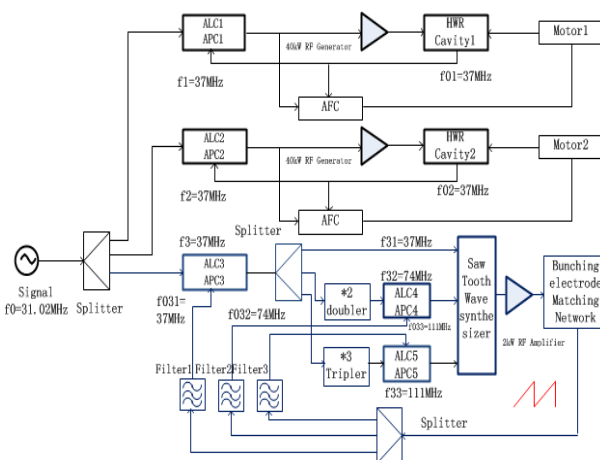 ALC1
APC1
40kW RF Generator
HWR
Cavity1
Motor1
f1=37MHz
f01=37MHz
AFC
ALC2
APC2
40kW RF Generator
HWR
Cavity2
Motor2
f2=37MHz
f02=37MHz
AFC
Splitter
f3=37MHz
f31=37MHz
Signal
f0=31.02MHz
Splitter
ALC3
APC3
f031=
37MHz
f032=74MHz
f32=74MHz
*2
doubler
ALC4
APC4
f033=111MHz
Saw
Tooth
Wave
synthe
sizer
2kW RF Amplifier
Bunching
electrode
Matching
Network
*3
Tripler
ALC5
APC5
f33=111MHz
Filter1
Filter2
Filter3
Splitter